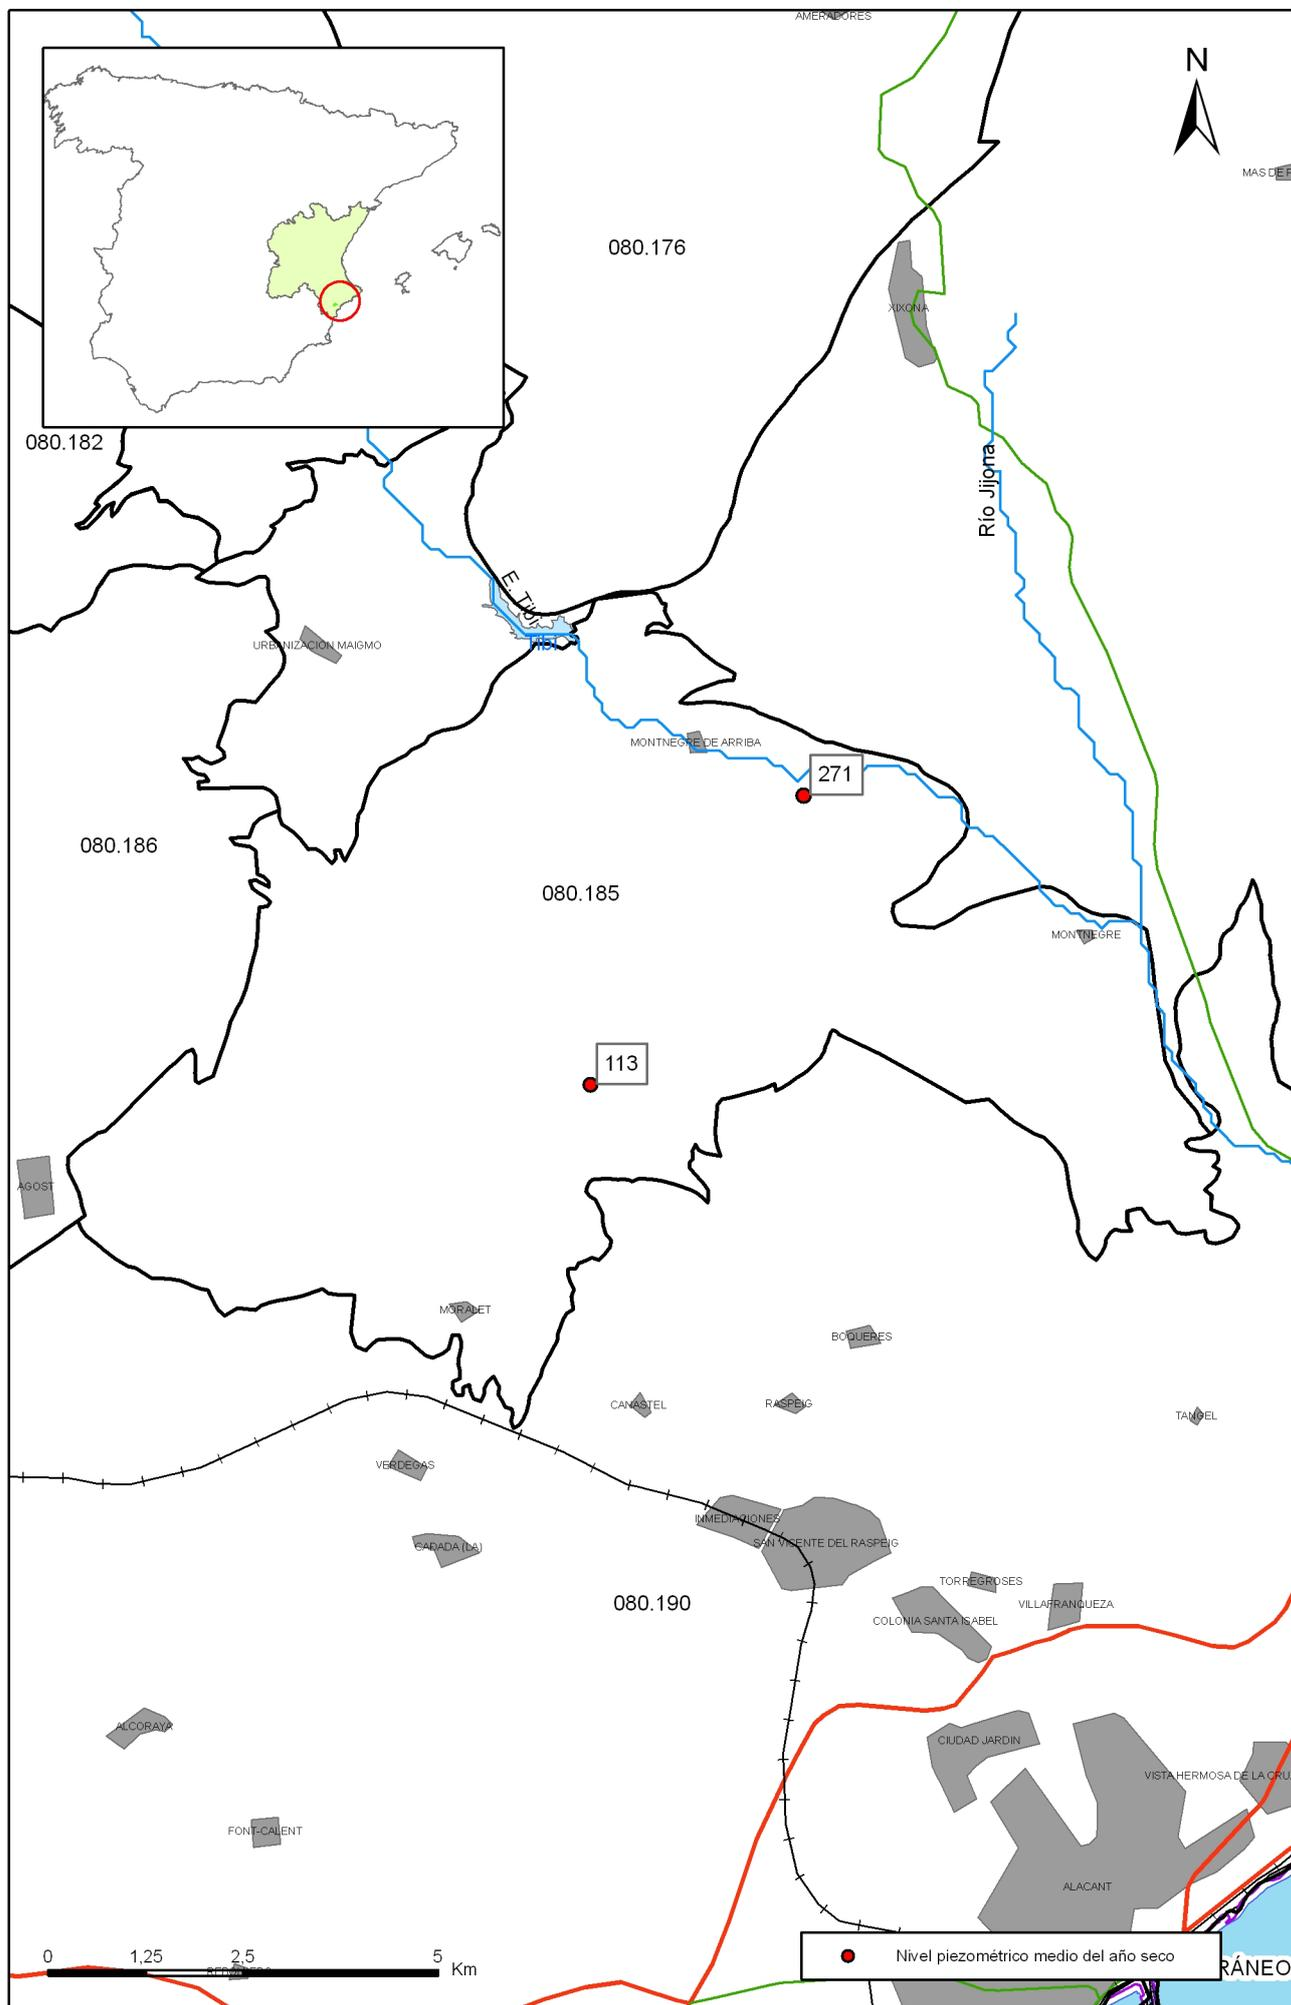 AMERADORES
N
080.176
XIXONA
080.182
Río Jijona
E. Tibi
Tibi
URBANIZACION MAIGMO
MONTNEGRE DE ARRIBA
271
080.186
080.185
MONTNEGRE
113
AGOST
MORALET
BOQUERES
CANASTEL
RASPEIG
TANGEL
VERDEGAS
INMEDIACIONES
SAN VICENTE DEL RASPEIG
CAÐADA (LA)
TORREGROSES
080.190
VILLAFRANQUEZA
COLONIA SANTA ISABEL
ALCORAYA
CIUDAD JARDIN
VISTA HERMOSA DE LA CRU
FONT-CALENT
ALACANT
0 1,25 2,5 5 Km
Nivel piezométrico medio del año seco
RÁNEO